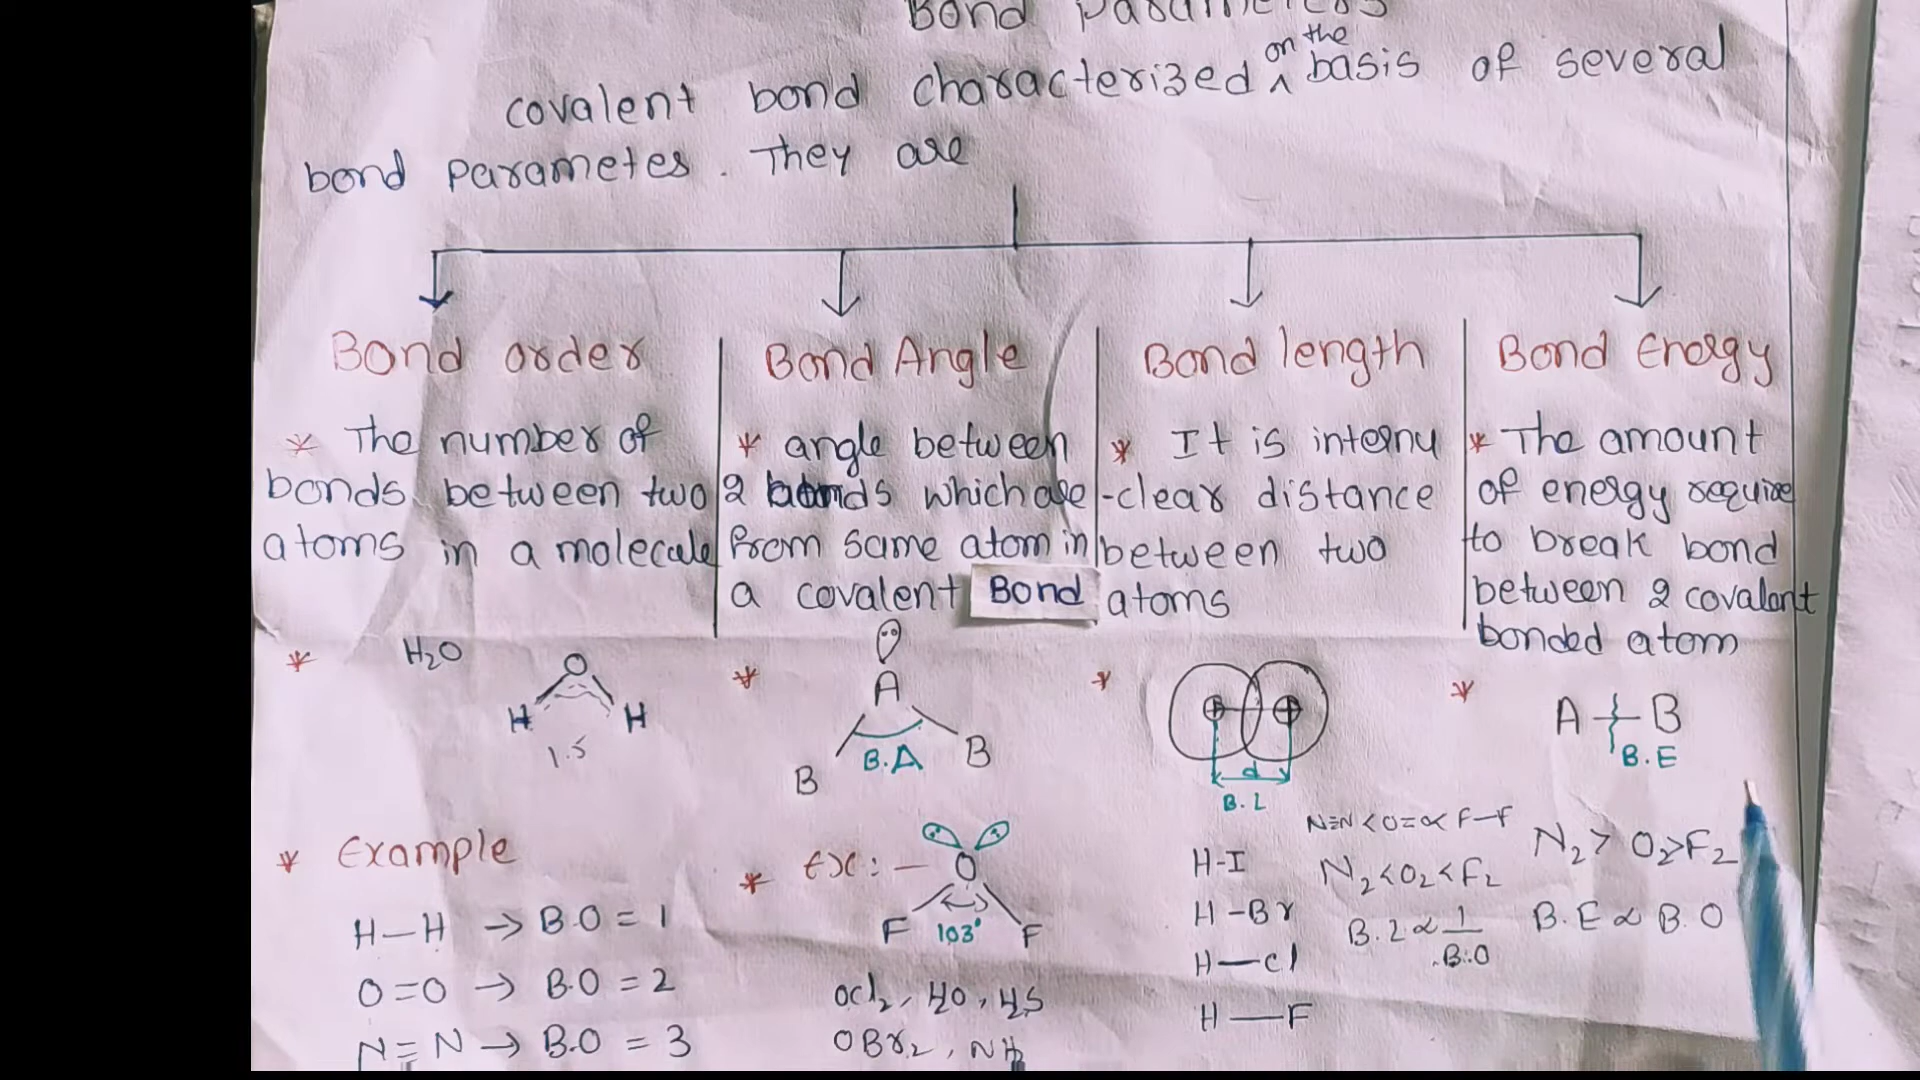 Bond Parameters
covalent bond characterized on the basis of several
bond parametes. They are
Bond order
* The number of
bonds between two
atoms in a molecule
* H2O
O
H H
1.5
* Example
H-H → B.O = 1
O=O → B.O = 2
N≡N → B.O = 3
Bond Angle
* angle between
2 bonds which are
from same atom in
a covalent Bond
* A
B B.A B
* Ex:- O
F 103° F
OCl2, H2O, H2S
OBr2, NH3
Bond length
* It is internu
-clear distance
between two
atoms
* d
B.L
N≡N < O=O < F-F
H-I
N2<O2<F2
H-Br
B.L ∝ 1/B.O
H-Cl
H-F
Bond Energy
* The amount
of energy require
to break bond
between 2 covalent
bonded atom
* A B
B.E
N2> O2>F2
B.E ∝ B.O